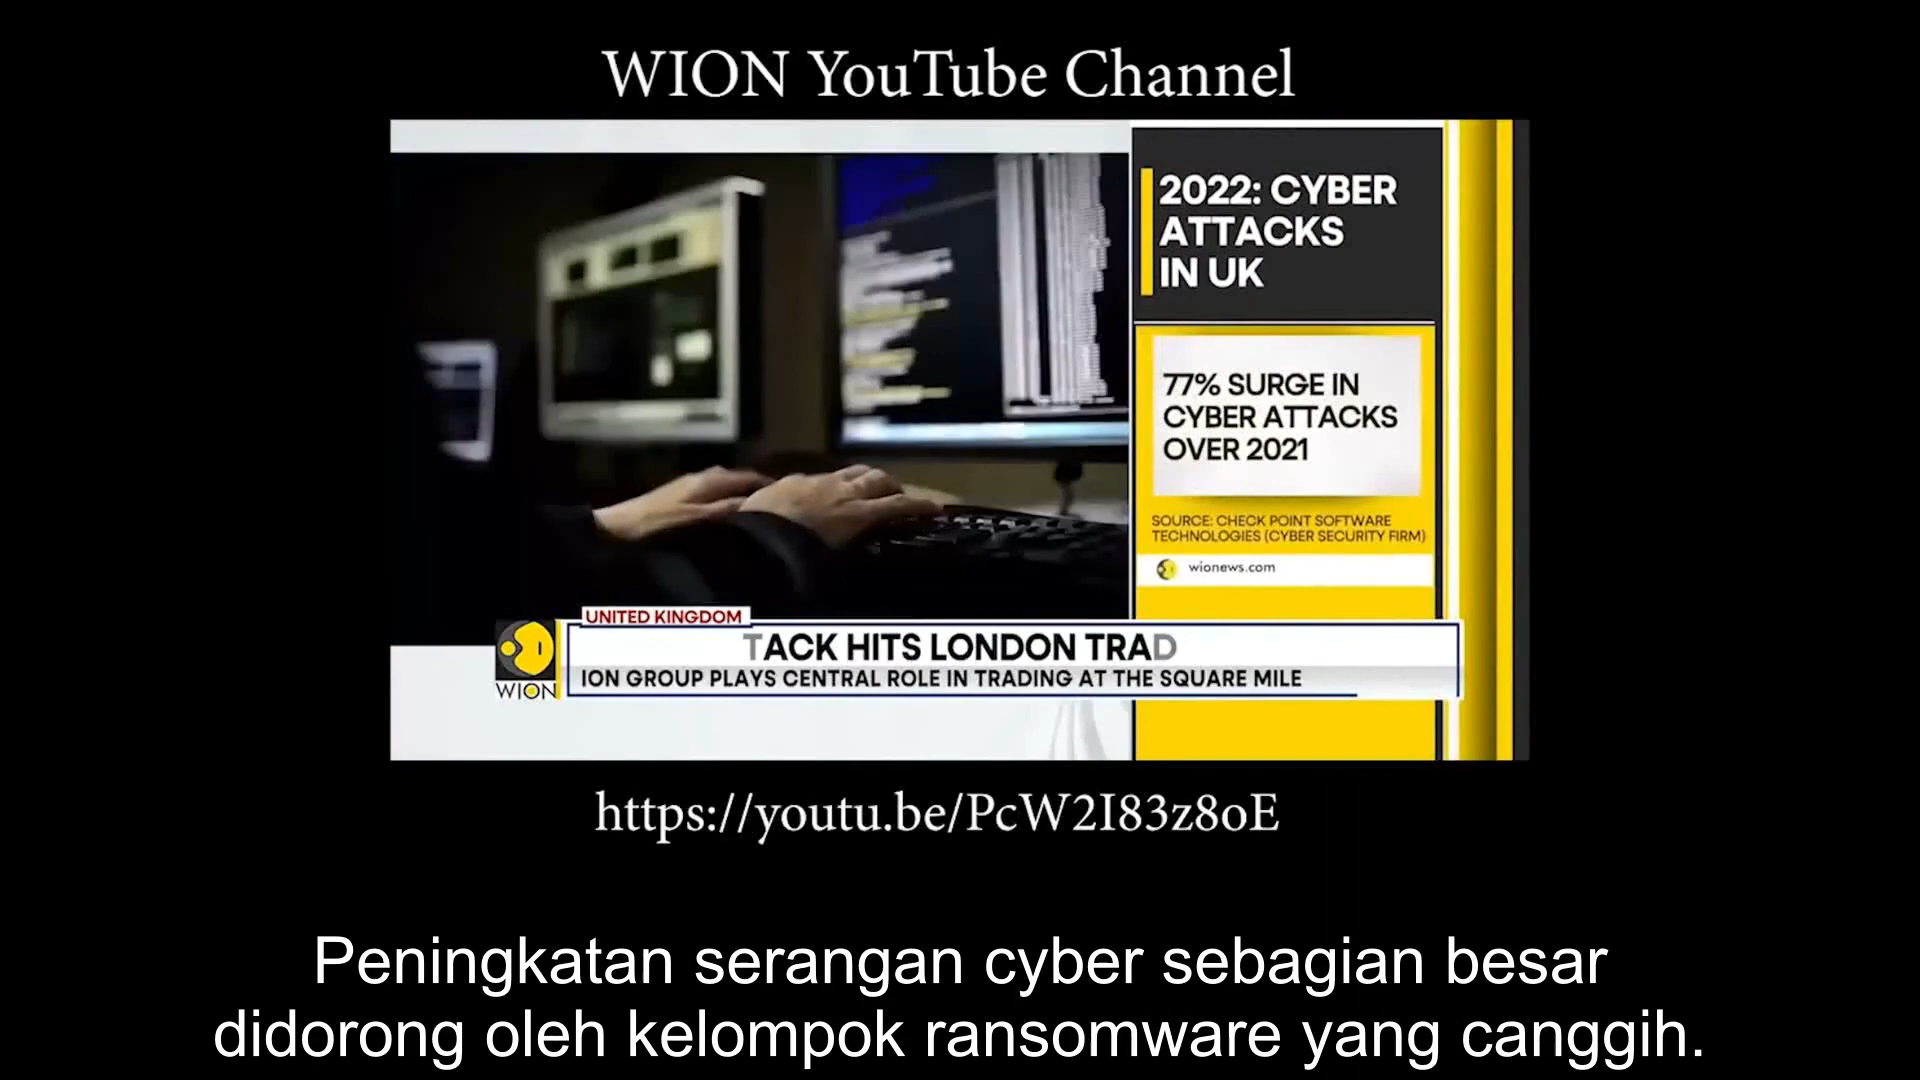 WION YouTube Channel
2022: CYBER
ATTACKS
IN UK
77% SURGE IN
CYBER ATTACKS
OVER 2021
SOURCE: CHECK POINT SOFTWARE
TECHNOLOGIES (CYBER SECURITY FIRM)
wionews.com
UNITED KINGDOM
TACK HITS LONDON TRAD
ION GROUP PLAYS CENTRAL ROLE IN TRADING AT THE SQUARE MILE
WION
https://youtu.be/PcW2I83z8oE
Peningkatan serangan cyber sebagian besar
didorong oleh kelompok ransomware yang canggih.